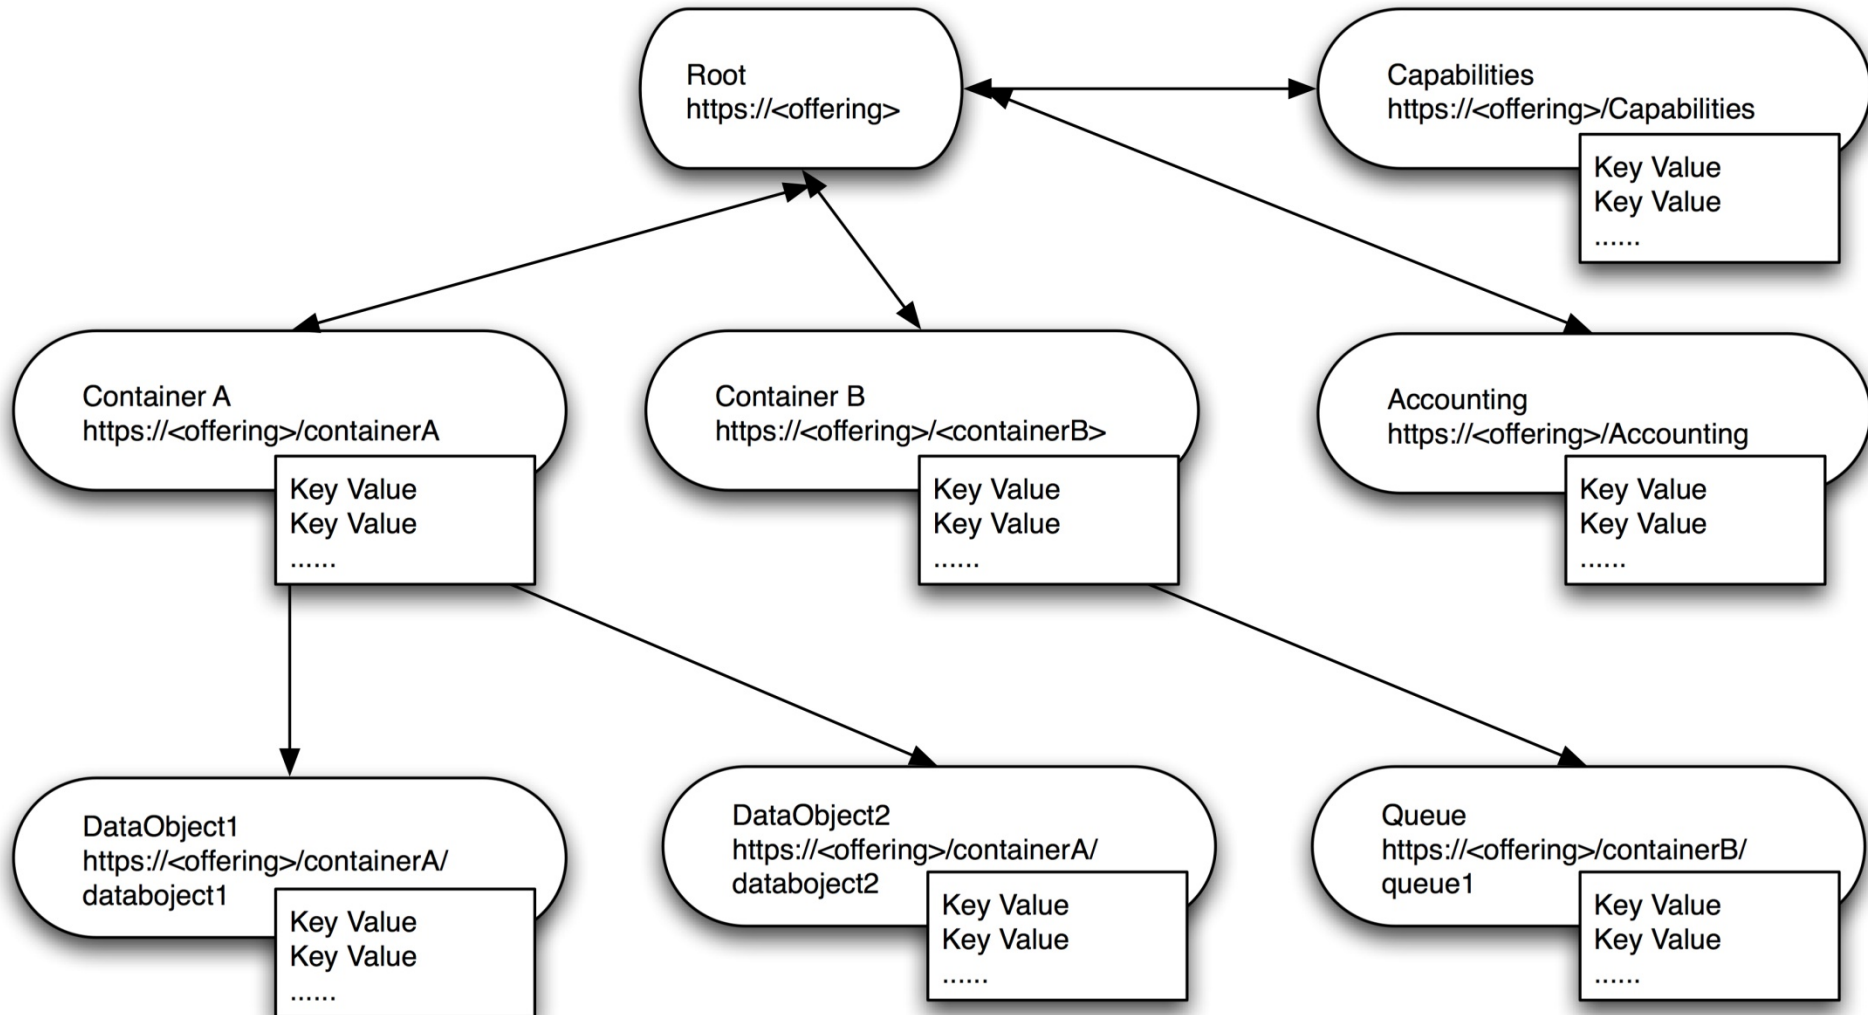 Root
https://<offering>
Capabilities
https://<offering>/Capabilities
Key Value
Key Value
......
Container A
https://<offering>/containerA
Key Value
Key Value
......
Container B
https://<offering>/<containerB>
Key Value
Key Value
......
Accounting
https://<offering>/Accounting
Key Value
Key Value
......
DataObject1
https://<offering>/containerA/
databoject1
Key Value
Key Value
......
DataObject2
https://<offering>/containerA/
databoject2
Key Value
Key Value
......
Queue
https://<offering>/containerB/
queue1
Key Value
Key Value
......